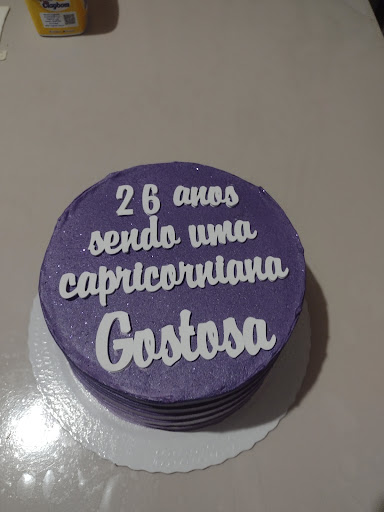 26 anos
sendo uma
capricorniana
Gostosa